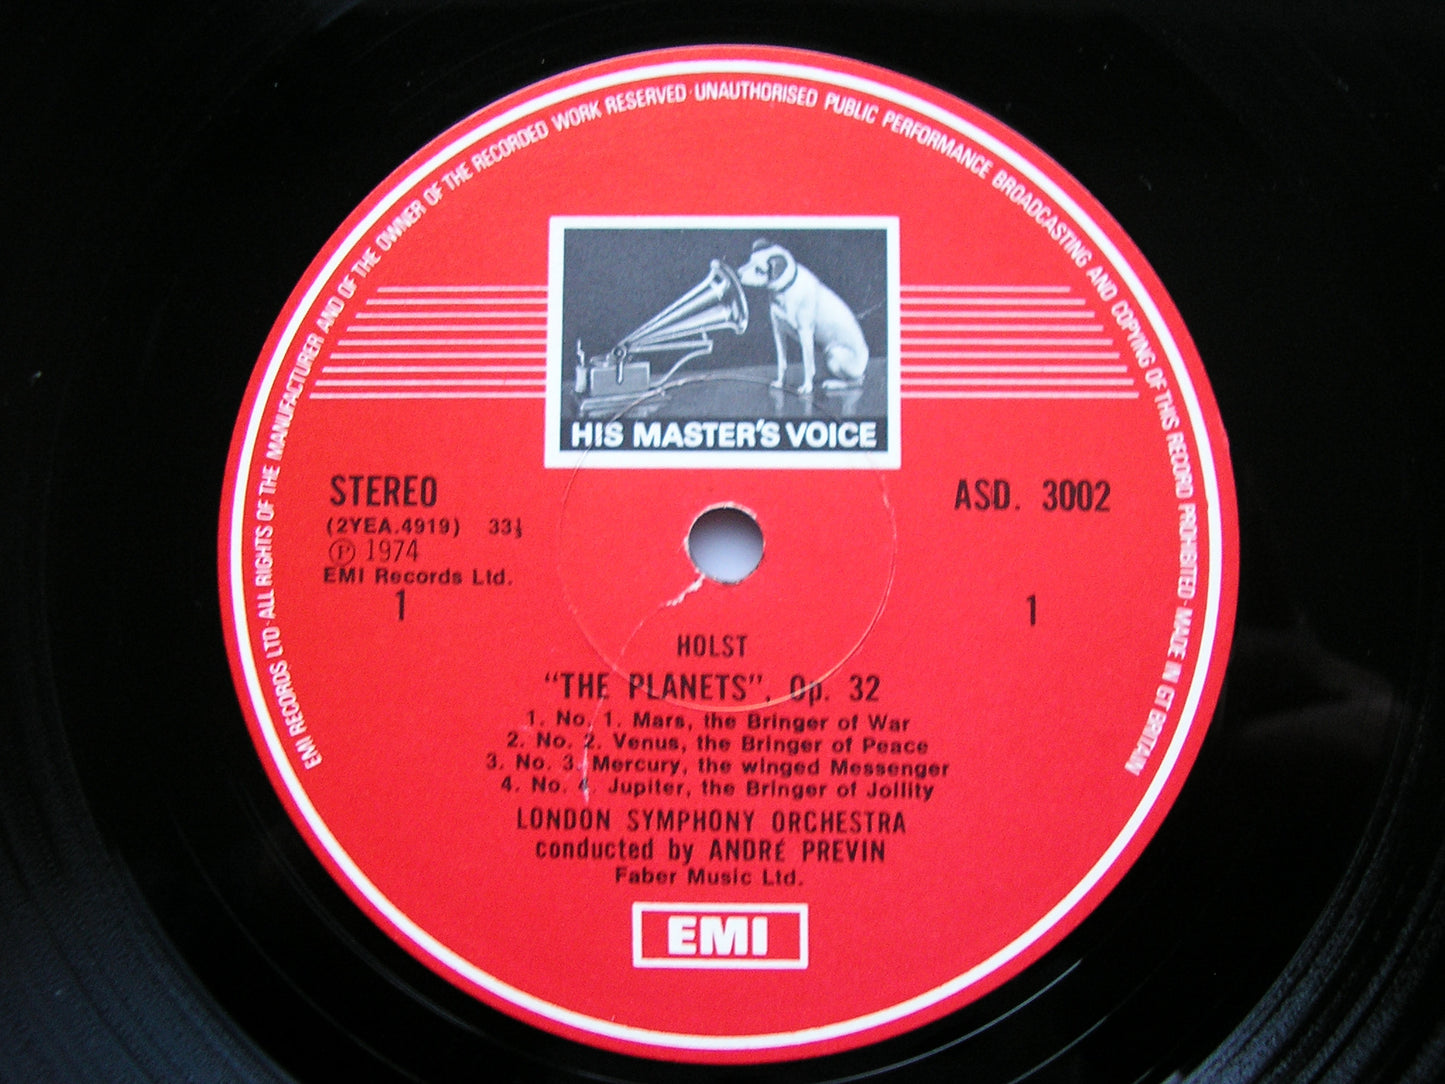 EMI RECORDS LTD·ALL RIGHTS OF THE MANUFACTURER AND OF THE OWNER OF THE RECORDED WORK RESERVED·UNAUTHORISED PUBLIC PERFORMANCE BROADCASTING AND COPYING OF THIS RECORD PROHIBITED·MADE IN GT BRITAIN
HIS MASTER'S VOICE
STEREO
ASD. 3002
(2YEA.4919) 33⅓
Ⓟ 1974
EMI Records Ltd.
1
1
HOLST
"THE PLANETS", Op. 32
1. No. 1. Mars, the Bringer of War
2. No. 2. Venus, the Bringer of Peace
3. No. 3. Mercury, the winged Messenger
4. No. 4. Jupiter, the Bringer of Jollity
LONDON SYMPHONY ORCHESTRA
conducted by ANDRÉ PREVIN
Faber Music Ltd.
EMI